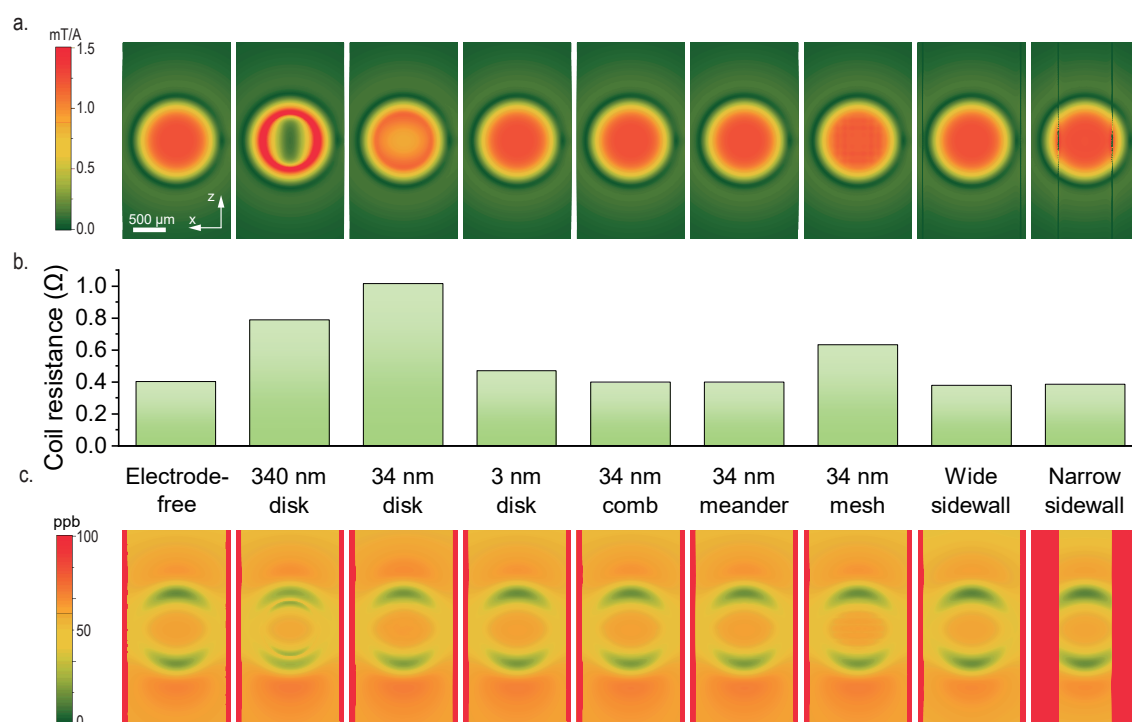 a.
mT/A
1.5
1.0
0.5
0.0
500 µm
z
x
b.
Coil resistance (Ω)
1.0
0.8
0.6
0.4
0.2
0.0
Electrode-
free
340 nm
disk
34 nm
disk
3 nm
disk
34 nm
comb
34 nm
meander
34 nm
mesh
Wide
sidewall
Narrow
sidewall
c.
ppb
100
50
0